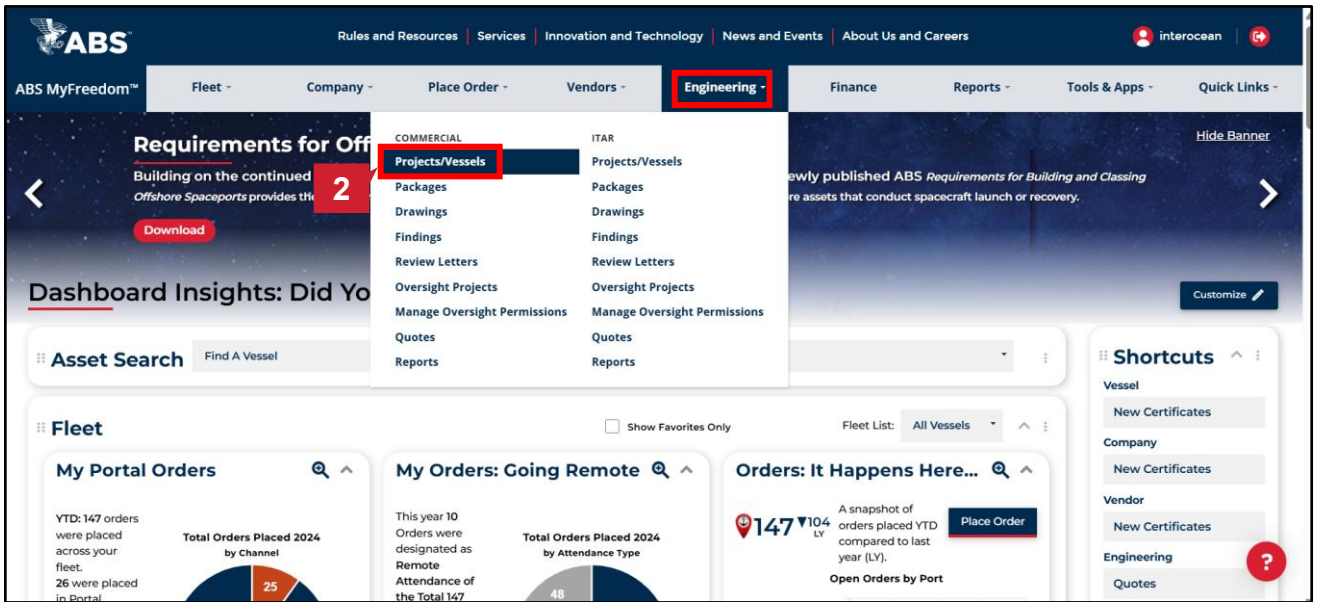 ABS
Rules and Resources | Services | Innovation and Technology | News and Events | About Us and Careers
interocean
ABS MyFreedom™
Fleet
Company
Place Order
Vendors
Engineering
Finance
Reports
Tools & Apps
Quick Links
Requirements for Off
Hide Banner
Building on the continued
ewly published ABS Requirements for Building and Classing
Offshore Spaceports provides th
re assets that conduct spacecraft launch or recovery.
Download
2
COMMERCIAL
Projects/Vessels
Packages
Drawings
Findings
Review Letters
Oversight Projects
Manage Oversight Permissions
Quotes
Reports
ITAR
Projects/Vessels
Packages
Drawings
Findings
Review Letters
Oversight Projects
Manage Oversight Permissions
Quotes
Reports
Dashboard Insights: Did Yo
Customize
Asset Search
Find A Vessel
Fleet
Show Favorites Only
Fleet List:
All Vessels
My Portal Orders
YTD: 147 orders
were placed
across your
fleet.
26 were placed
in Portal
Total Orders Placed 2024
by Channel
25
My Orders: Going Remote
This year 10
Orders were
designated as
Remote
Attendance of
the Total 147
Total Orders Placed 2024
by Attendance Type
48
Orders: It Happens Here...
147
▼104
LY
A snapshot of
orders placed YTD
compared to last
year (LY).
Place Order
Open Orders by Port
Shortcuts
Vessel
New Certificates
Company
New Certificates
Vendor
New Certificates
Engineering
Quotes
?